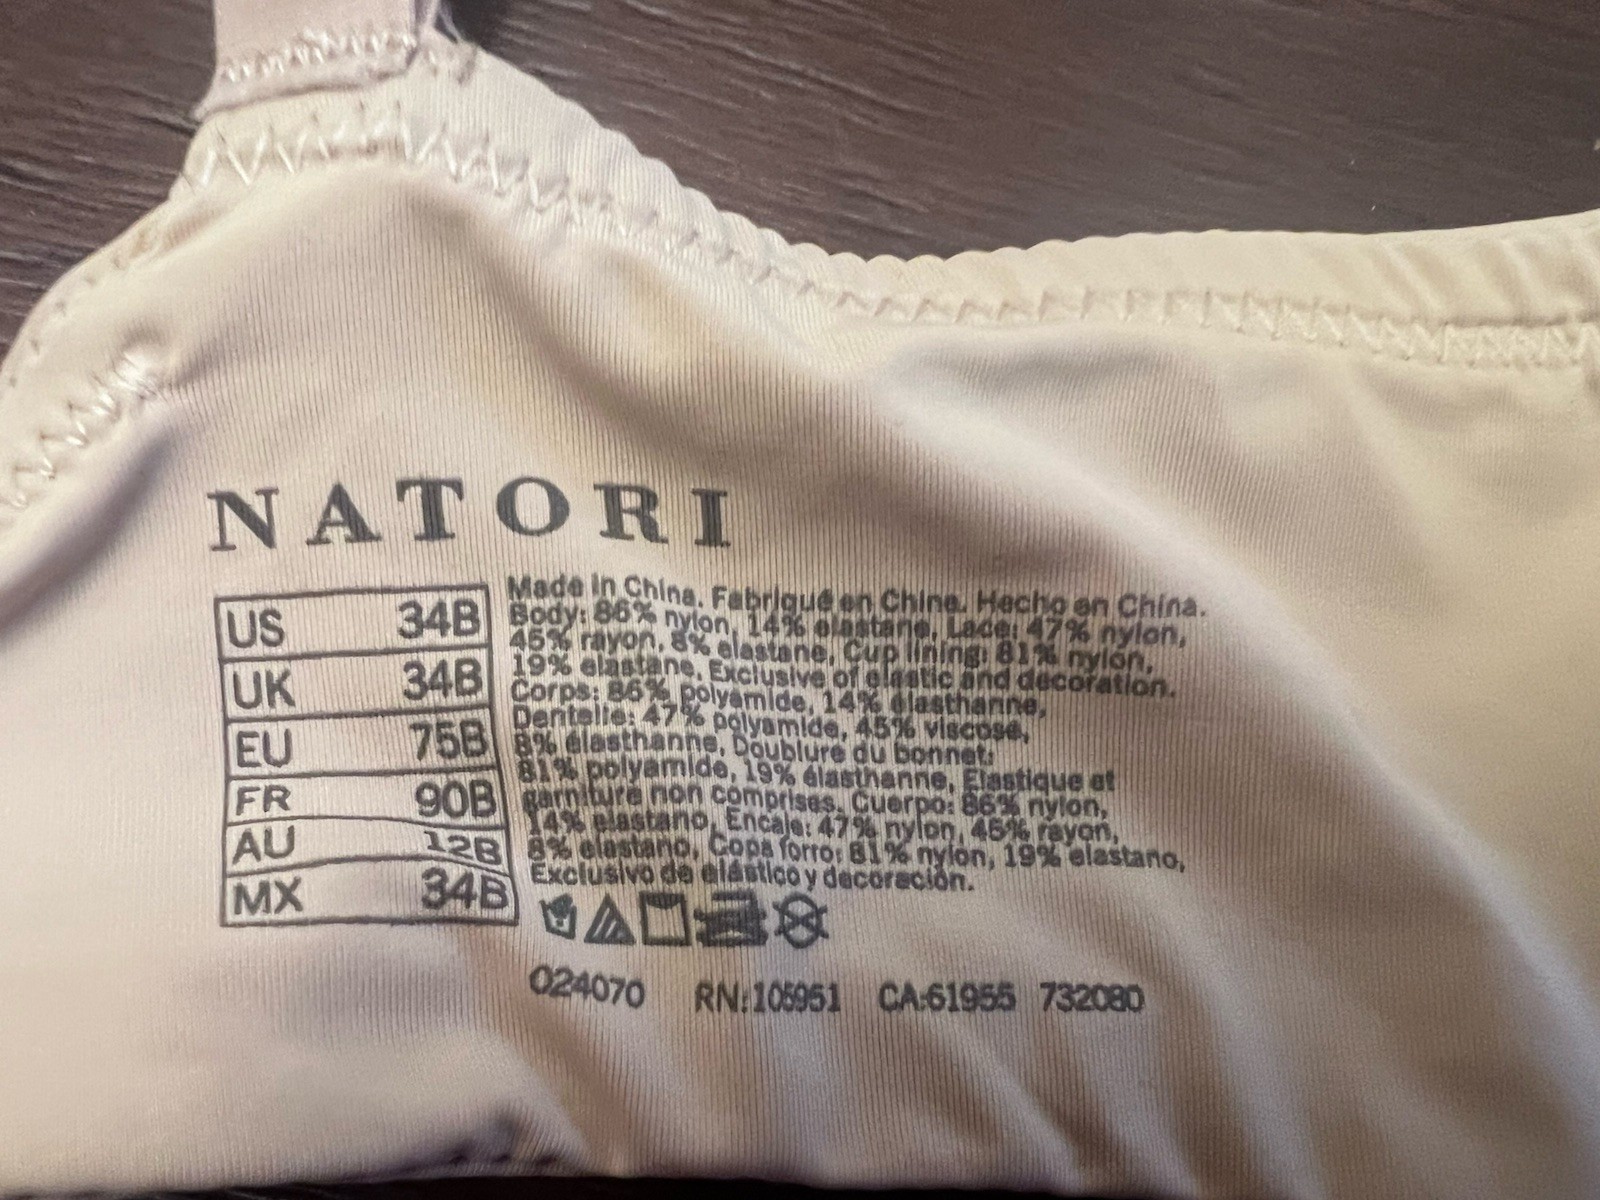 NATORI
US 34B
UK 34B
EU 75B
FR 90B
AU 12B
MX 34B
Made in China. Fabriqué en Chine. Hecho en China.
Body: 86% nylon, 14% elastane, Lace: 47% nylon,
45% rayon, 8% elastane, Cup lining: 81% nylon,
19% elastane, Exclusive of elastic and decoration.
Corps: 86% polyamide, 14% élasthanne,
Dentelle: 47% polyamide, 45% viscose,
8% élasthanne, Doublure du bonnet:
81% polyamide, 19% élasthanne, Elastique et
garniture non comprises. Cuerpo: 86% nylon,
14% elastano, Encaje: 47% nylon, 45% rayon,
8% elastano, Copa forro: 81% nylon, 19% elastano,
Exclusivo de elástico y decoración.
024070 RN:105951 CA:61955 732080